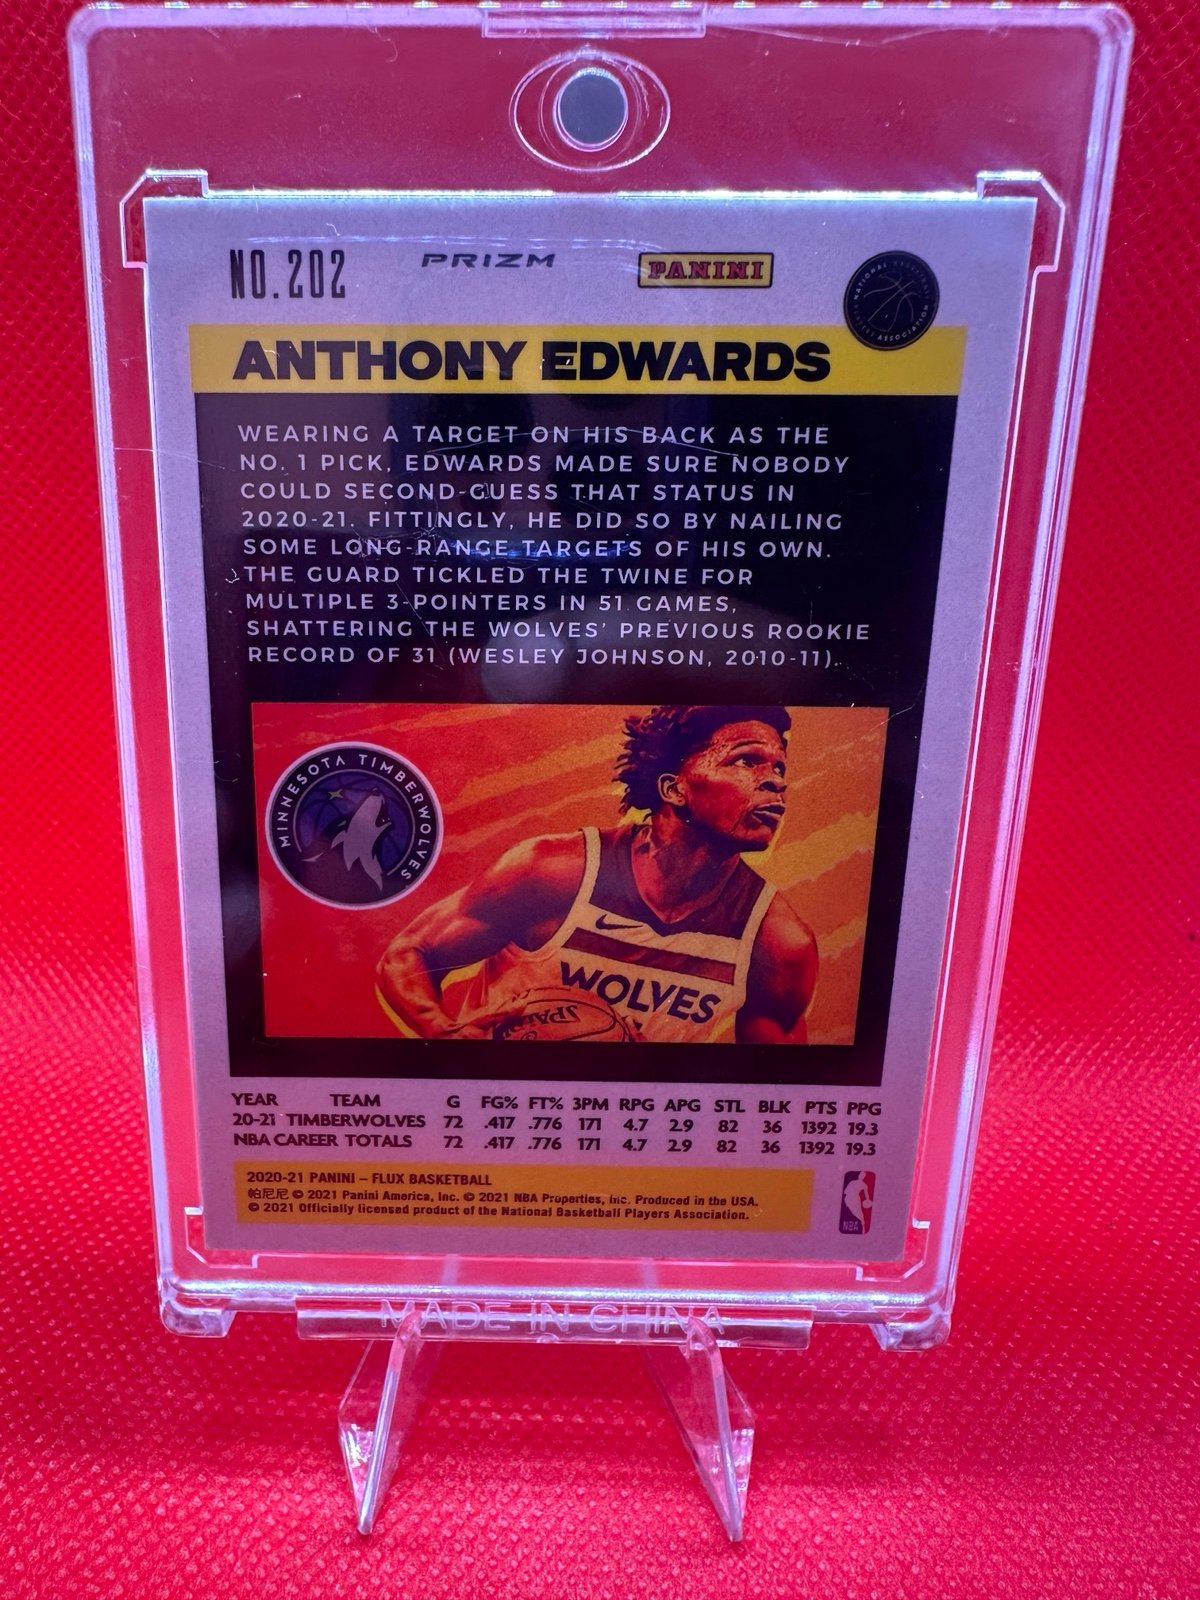 NO.202
PRIZM
PANINI
NATIONAL BASKETBALL PLAYERS ASSOCIATION
ANTHONY EDWARDS
WEARING A TARGET ON HIS BACK AS THE
NO. 1 PICK, EDWARDS MADE SURE NOBODY
COULD SECOND-GUESS THAT STATUS IN
2020-21. FITTINGLY, HE DID SO BY NAILING
SOME LONG-RANGE TARGETS OF HIS OWN.
THE GUARD TICKLED THE TWINE FOR
MULTIPLE 3-POINTERS IN 51 GAMES,
SHATTERING THE WOLVES' PREVIOUS ROOKIE
RECORD OF 31 (WESLEY JOHNSON, 2010-11).
MINNESOTA TIMBERWOLVES
WOLVES
YEAR TEAM G FG% FT% 3PM RPG APG STL BLK PTS PPG
20-21 TIMBERWOLVES 72 .417 .776 171 4.7 2.9 82 36 1392 19.3
NBA CAREER TOTALS 72 .417 .776 171 4.7 2.9 82 36 1392 19.3
2020-21 PANINI – FLUX BASKETBALL
帕尼尼 © 2021 Panini America, Inc. © 2021 NBA Properties, Inc. Produced in the USA.
© 2021 Officially licensed product of the National Basketball Players Association.
NBA
MADE IN CHINA